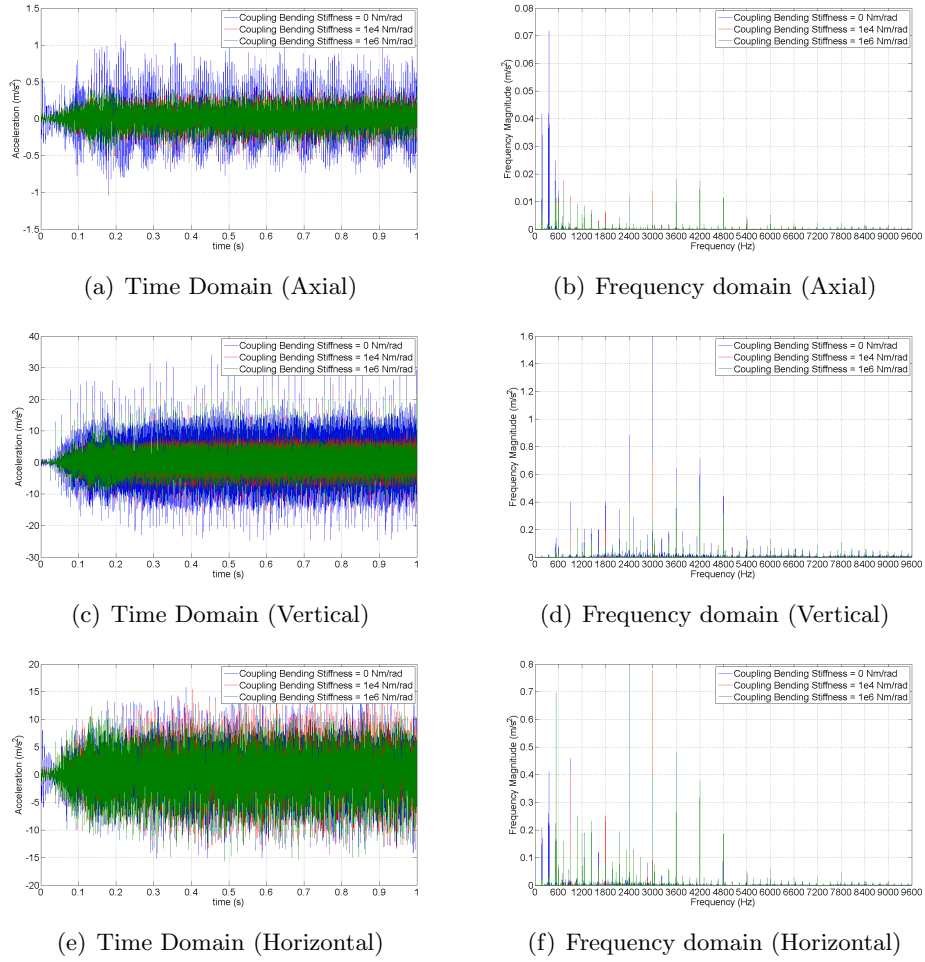 Coupling Bending Stiffness = 0 Nm/rad
Coupling Bending Stiffness = 1e4 Nm/rad
Coupling Bending Stiffness = 1e6 Nm/rad
1.5
1
0.5
0
-0.5
-1
-1.5
Acceleration (m/s²)
0 0.1 0.2 0.3 0.4 0.5 0.6 0.7 0.8 0.9 1
time (s)
(a) Time Domain (Axial)
Coupling Bending Stiffness = 0 Nm/rad
Coupling Bending Stiffness = 1e4 Nm/rad
Coupling Bending Stiffness = 1e6 Nm/rad
0.08
0.07
0.06
0.05
0.04
0.03
0.02
0.01
0
Frequency Magnitude (m/s²)
0 600 1200 1800 2400 3000 3600 4200 4800 5400 6000 6600 7200 7800 8400 9000 9600
Frequency (Hz)
(b) Frequency domain (Axial)
Coupling Bending Stiffness = 0 Nm/rad
Coupling Bending Stiffness = 1e4 Nm/rad
Coupling Bending Stiffness = 1e6 Nm/rad
40
30
20
10
0
-10
-20
-30
Acceleration (m/s²)
0 0.1 0.2 0.3 0.4 0.5 0.6 0.7 0.8 0.9 1
time (s)
(c) Time Domain (Vertical)
Coupling Bending Stiffness = 0 Nm/rad
Coupling Bending Stiffness = 1e4 Nm/rad
Coupling Bending Stiffness = 1e6 Nm/rad
1.6
1.4
1.2
1
0.8
0.6
0.4
0.2
0
Frequency Magnitude (m/s²)
0 600 1200 1800 2400 3000 3600 4200 4800 5400 6000 6600 7200 7800 8400 9000 9600
Frequency (Hz)
(d) Frequency domain (Vertical)
Coupling Bending Stiffness = 0 Nm/rad
Coupling Bending Stiffness = 1e4 Nm/rad
Coupling Bending Stiffness = 1e6 Nm/rad
20
15
10
5
0
-5
-10
-15
-20
Acceleration (m/s²)
0 0.1 0.2 0.3 0.4 0.5 0.6 0.7 0.8 0.9 1
time (s)
(e) Time Domain (Horizontal)
Coupling Bending Stiffness = 0 Nm/rad
Coupling Bending Stiffness = 1e4 Nm/rad
Coupling Bending Stiffness = 1e6 Nm/rad
0.8
0.7
0.6
0.5
0.4
0.3
0.2
0.1
0
Frequency Magnitude (m/s²)
0 600 1200 1800 2400 3000 3600 4200 4800 5400 6000 6600 7200 7800 8400 9000 9600
Frequency (Hz)
(f) Frequency domain (Horizontal)